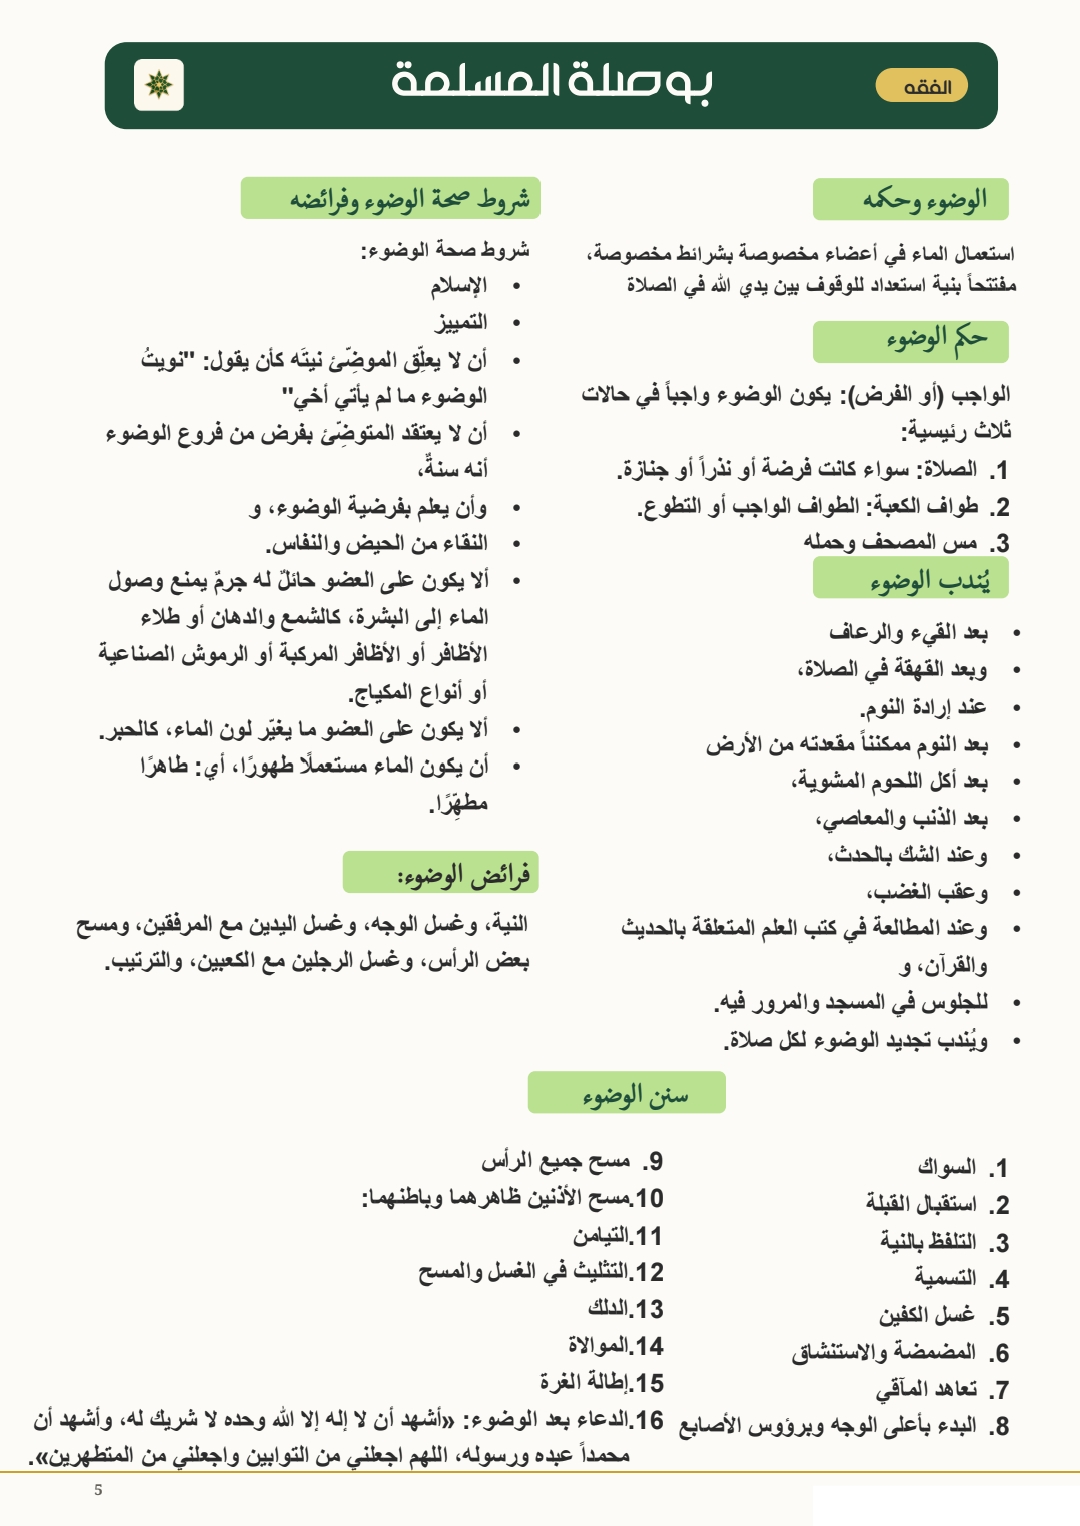 الفقه
بوصلة المسلمة
الوضوء وحكمه
استعمال الماء في أعضاء مخصوصة بشرائط مخصوصة،
مفتتحاً بنية استعداد للوقوف بين يدي الله في الصلاة
حكم الوضوء
الواجب (أو الفرض): يكون الوضوء واجباً في حالات
ثلاث رئيسية:
1. الصلاة: سواء كانت فرضة أو نذراً أو جنازة.
2. طواف الكعبة: الطواف الواجب أو التطوع.
3. مس المصحف وحمله
يُندب الوضوء
• بعد القيء والرعاف
• وبعد القهقة في الصلاة،
• عند إرادة النوم.
• بعد النوم ممكنناً مقعدته من الأرض
• بعد أكل اللحوم المشوية،
• بعد الذنب والمعاصي،
• وعند الشك بالحدث،
• وعقب الغضب،
• وعند المطالعة في كتب العلم المتعلقة بالحديث
والقرآن، و
• للجلوس في المسجد والمرور فيه.
• ويُندب تجديد الوضوء لكل صلاة.
شروط صحة الوضوء وفرائضه
شروط صحة الوضوء:
• الإسلام
• التمييز
• أن لا يعلِّق الموضِّئ نيتَه كأن يقول: "نويتُ
الوضوء ما لم يأتي أخي"
• أن لا يعتقد المتوضِّئ بفرض من فروع الوضوء
أنه سنةٌ،
• وأن يعلم بفرضية الوضوء، و
• النقاء من الحيض والنفاس.
• ألا يكون على العضو حائلٌ له جرمٌ يمنع وصول
الماء إلى البشرة، كالشمع والدهان أو طلاء
الأظافر أو الأظافر المركبة أو الرموش الصناعية
أو أنواع المكياج.
• ألا يكون على العضو ما يغيّر لون الماء، كالحبر.
• أن يكون الماء مستعملًا طهورًا، أي: طاهرًا
مطهِّرًا.
فرائض الوضوء:
النية، وغسل الوجه، وغسل اليدين مع المرفقين، ومسح
بعض الرأس، وغسل الرجلين مع الكعبين، والترتيب.
سنن الوضوء
1. السواك
2. استقبال القبلة
3. التلفظ بالنية
4. التسمية
5. غسل الكفين
6. المضمضة والاستنشاق
7. تعاهد المآقي
8. البدء بأعلى الوجه وبرؤوس الأصابع
9. مسح جميع الرأس
10.مسح الأذنين ظاهرهما وباطنهما:
11.التيامن
12.التثليث في الغسل والمسح
13.الدلك
14.الموالاة
15.إطالة الغرة
16.الدعاء بعد الوضوء: «أشهد أن لا إله إلا الله وحده لا شريك له، وأشهد أن
محمداً عبده ورسوله، اللهم اجعلني من التوابين واجعلني من المتطهرين».
5